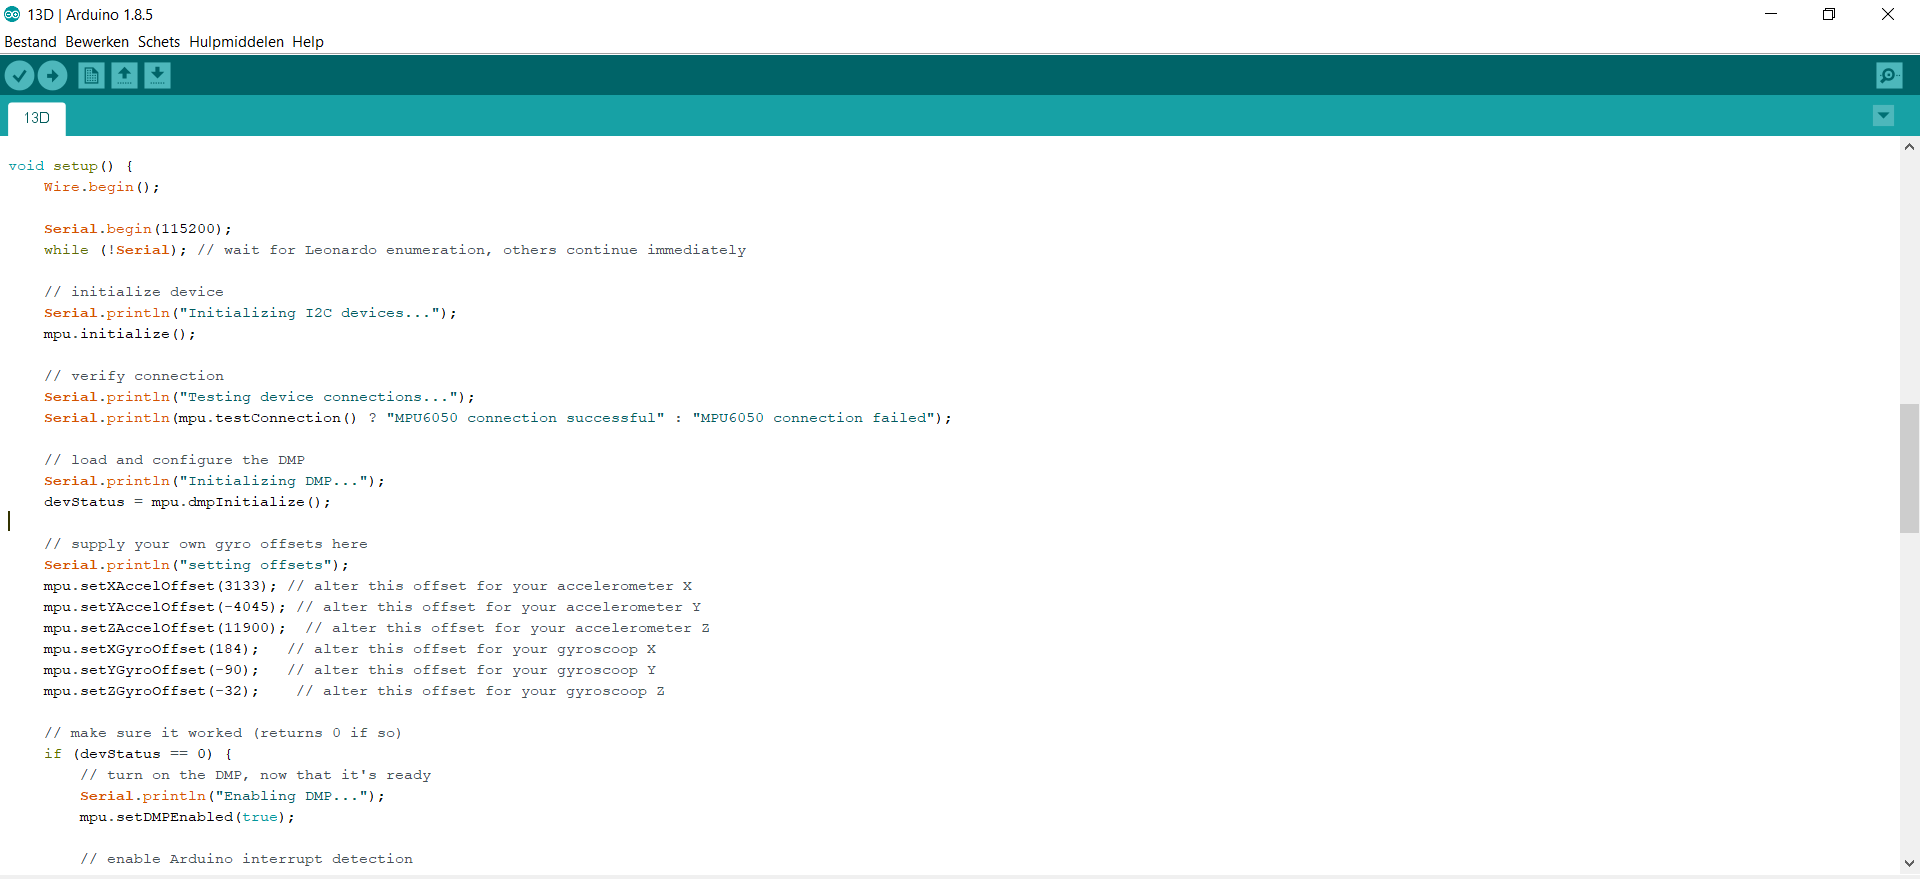 13D | Arduino 1.8.5
Bestand Bewerken Schets Hulpmiddelen Help
13D
void setup() {
Wire.begin();
Serial.begin(115200);
while (!Serial); // wait for Leonardo enumeration, others continue immediately
// initialize device
Serial.println("Initializing I2C devices...");
mpu.initialize();
// verify connection
Serial.println("Testing device connections...");
Serial.println(mpu.testConnection() ? "MPU6050 connection successful" : "MPU6050 connection failed");
// load and configure the DMP
Serial.println("Initializing DMP...");
devStatus = mpu.dmpInitialize();
// supply your own gyro offsets here
Serial.println("setting offsets");
mpu.setXAccelOffset(3133); // alter this offset for your accelerometer X
mpu.setYAccelOffset(-4045); // alter this offset for your accelerometer Y
mpu.setZAccelOffset(11900);  // alter this offset for your accelerometer Z
mpu.setXGyroOffset(184);   // alter this offset for your gyroscoop X
mpu.setYGyroOffset(-90);   // alter this offset for your gyroscoop Y
mpu.setZGyroOffset(-32);    // alter this offset for your gyroscoop Z
// make sure it worked (returns 0 if so)
if (devStatus == 0) {
// turn on the DMP, now that it's ready
Serial.println("Enabling DMP...");
mpu.setDMPEnabled(true);
// enable Arduino interrupt detection